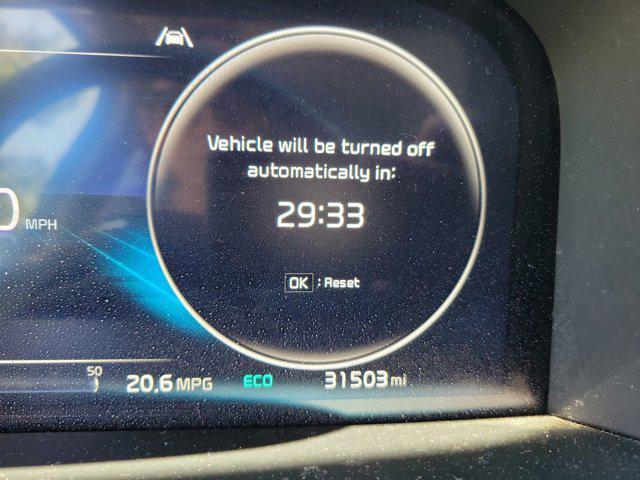 Vehicle will be turned off
automatically in:
29:33
MPH
OK : Reset
50
20.6 MPG ECO 31503 mi